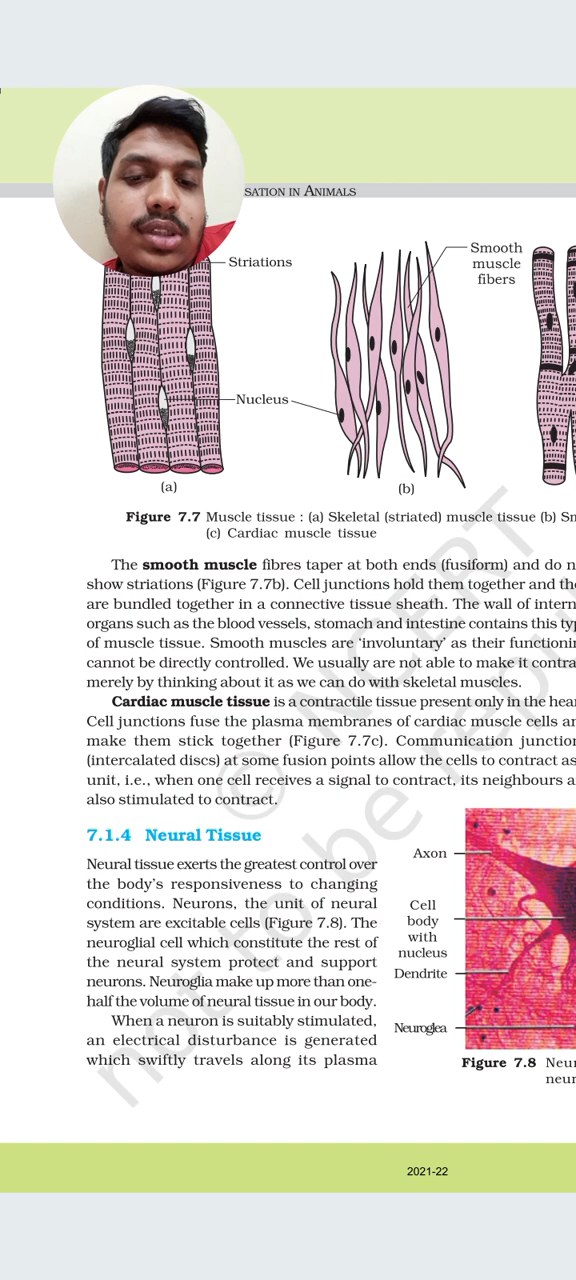 SATION IN ANIMALS
Striations
Smooth
muscle
fibers
Nucleus
(a)
(b)
Figure 7.7 Muscle tissue : (a) Skeletal (striated) muscle tissue (b) Sm
(c) Cardiac muscle tissue
The smooth muscle fibres taper at both ends (fusiform) and do n
show striations (Figure 7.7b). Cell junctions hold them together and the
are bundled together in a connective tissue sheath. The wall of intern
organs such as the blood vessels, stomach and intestine contains this typ
of muscle tissue. Smooth muscles are ‘involuntary’ as their functionin
cannot be directly controlled. We usually are not able to make it contra
merely by thinking about it as we can do with skeletal muscles.
Cardiac muscle tissue is a contractile tissue present only in the hear
Cell junctions fuse the plasma membranes of cardiac muscle cells an
make them stick together (Figure 7.7c). Communication junction
(intercalated discs) at some fusion points allow the cells to contract as
unit, i.e., when one cell receives a signal to contract, its neighbours a
also stimulated to contract.
7.1.4 Neural Tissue
Neural tissue exerts the greatest control over
the body’s responsiveness to changing
conditions. Neurons, the unit of neural
system are excitable cells (Figure 7.8). The
neuroglial cell which constitute the rest of
the neural system protect and support
neurons. Neuroglia make up more than one-
half the volume of neural tissue in our body.
When a neuron is suitably stimulated,
an electrical disturbance is generated
which swiftly travels along its plasma
Axon
Cell
body
with
nucleus
Dendrite
Neuroglea
Figure 7.8 Neur
neur
© NCERT
not to be repu
2021-22